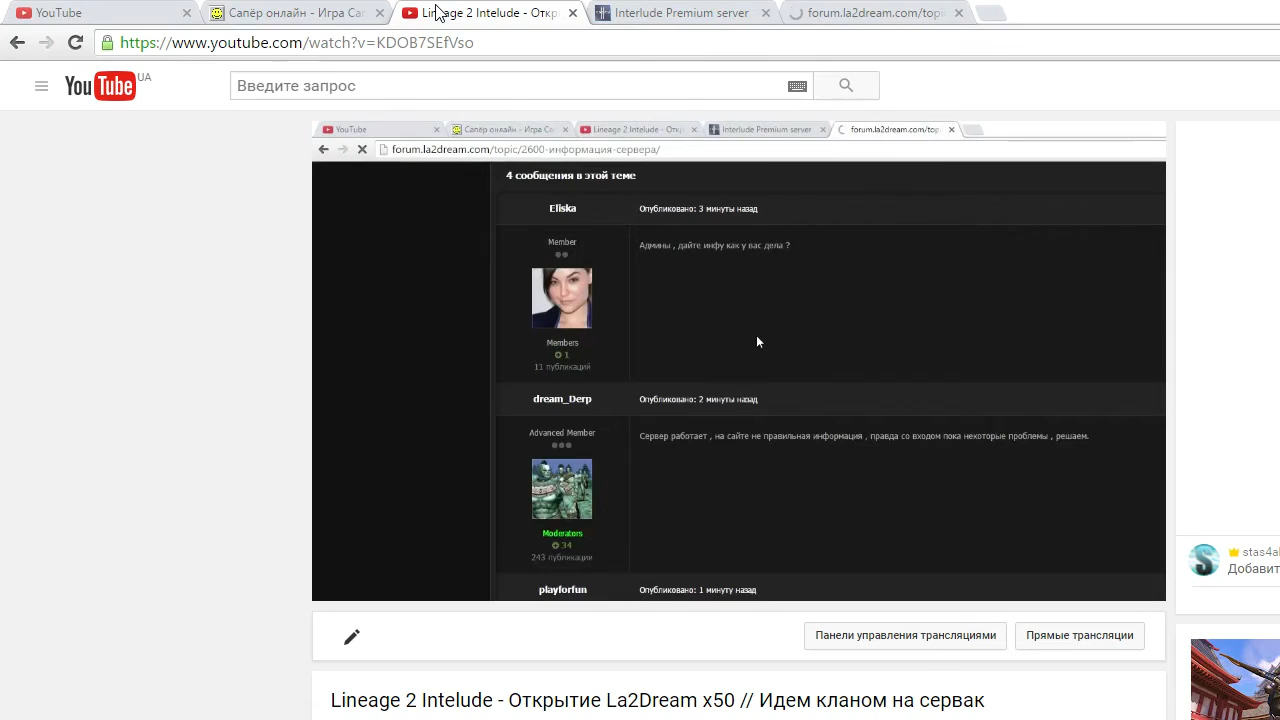 YouTube
Сапёр онлайн - Игра Са
Lineage 2 Intelude - Откр
Interlude Premium server
forum.la2dream.com/topi
https://www.youtube.com/watch?v=KDOB7SEfVso
YouTube UA
Введите запрос
YouTube
Сапёр онлайн - Игра Са
Lineage 2 Intelude - Откр
Interlude Premium server
forum.la2dream.com/top
forum.la2dream.com/topic/2600-информация-сервера/
4 сообщения в этой теме
Eliska
Опубликовано: 3 минуты назад
Member
Админы , дайте инфу как у вас дела ?
Members
1
11 публикаций
dream_Derp
Опубликовано: 2 минуты назад
Advanced Member
Сервер работает , на сайте не правильная информация , правда со входом пока некоторые проблемы , решаем.
Moderators
34
243 публикации
playforfun
Опубликовано: 1 минуту назад
stas4al
Добавит
Панели управления трансляциями
Прямые трансляции
Lineage 2 Intelude - Открытие La2Dream x50 // Идем кланом на сервак